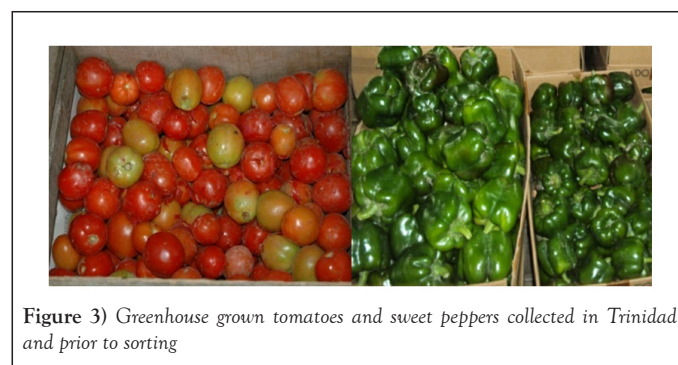 Figure 3) Greenhouse grown tomatoes and sweet peppers collected in Trinidad
and prior to sorting